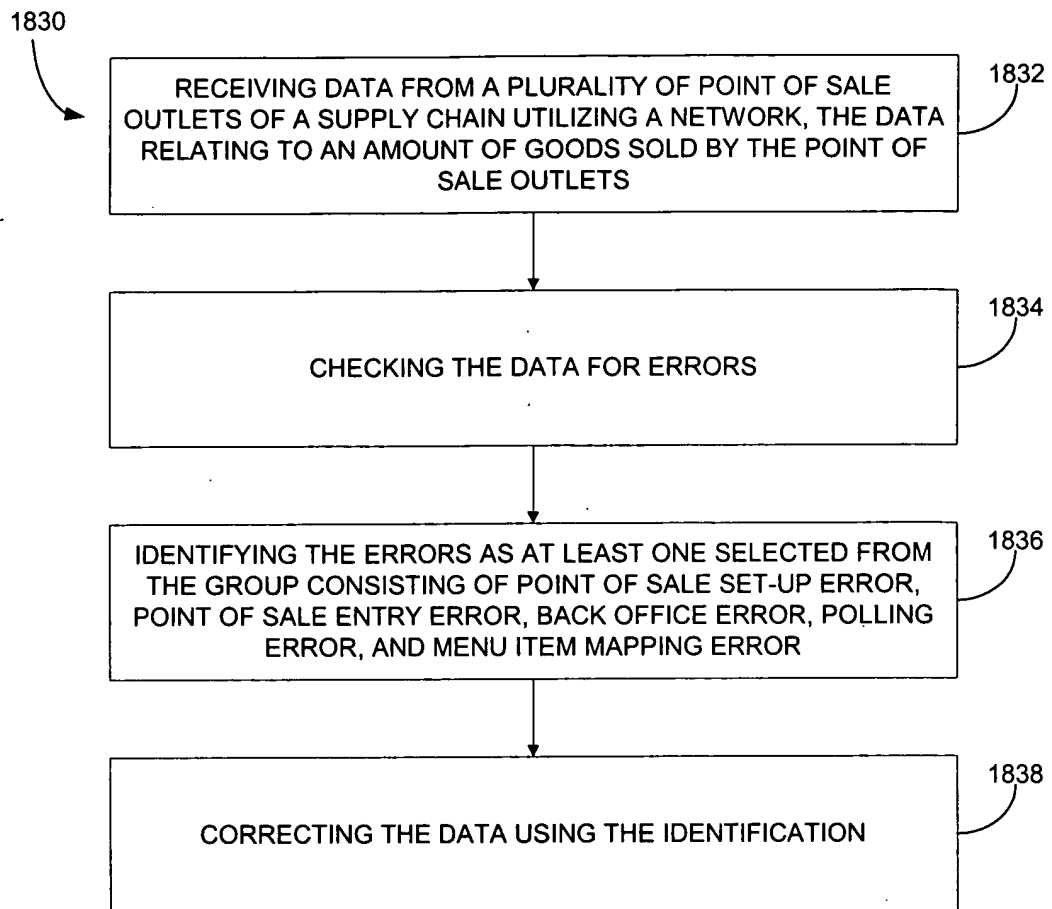 1830
RECEIVING DATA FROM A PLURALITY OF POINT OF SALE
OUTLETS OF A SUPPLY CHAIN UTILIZING A NETWORK, THE DATA
RELATING TO AN AMOUNT OF GOODS SOLD BY THE POINT OF
SALE OUTLETS
1832
CHECKING THE DATA FOR ERRORS
1834
IDENTIFYING THE ERRORS AS AT LEAST ONE SELECTED FROM
THE GROUP CONSISTING OF POINT OF SALE SET-UP ERROR,
POINT OF SALE ENTRY ERROR, BACK OFFICE ERROR, POLLING
ERROR, AND MENU ITEM MAPPING ERROR
1836
CORRECTING THE DATA USING THE IDENTIFICATION
1838